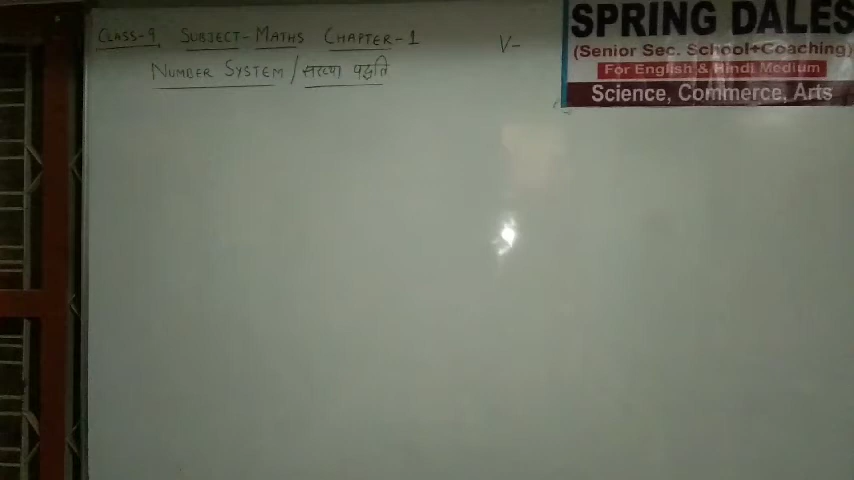 CLASS-9 SUBJECT-MATHS CHAPTER-1
NUMBER SYSTEM / संख्या पद्धति
V-
SPRING DALES
(Senior Sec. School+Coaching)
For English & Hindi Medium
Science, Commerce, Arts